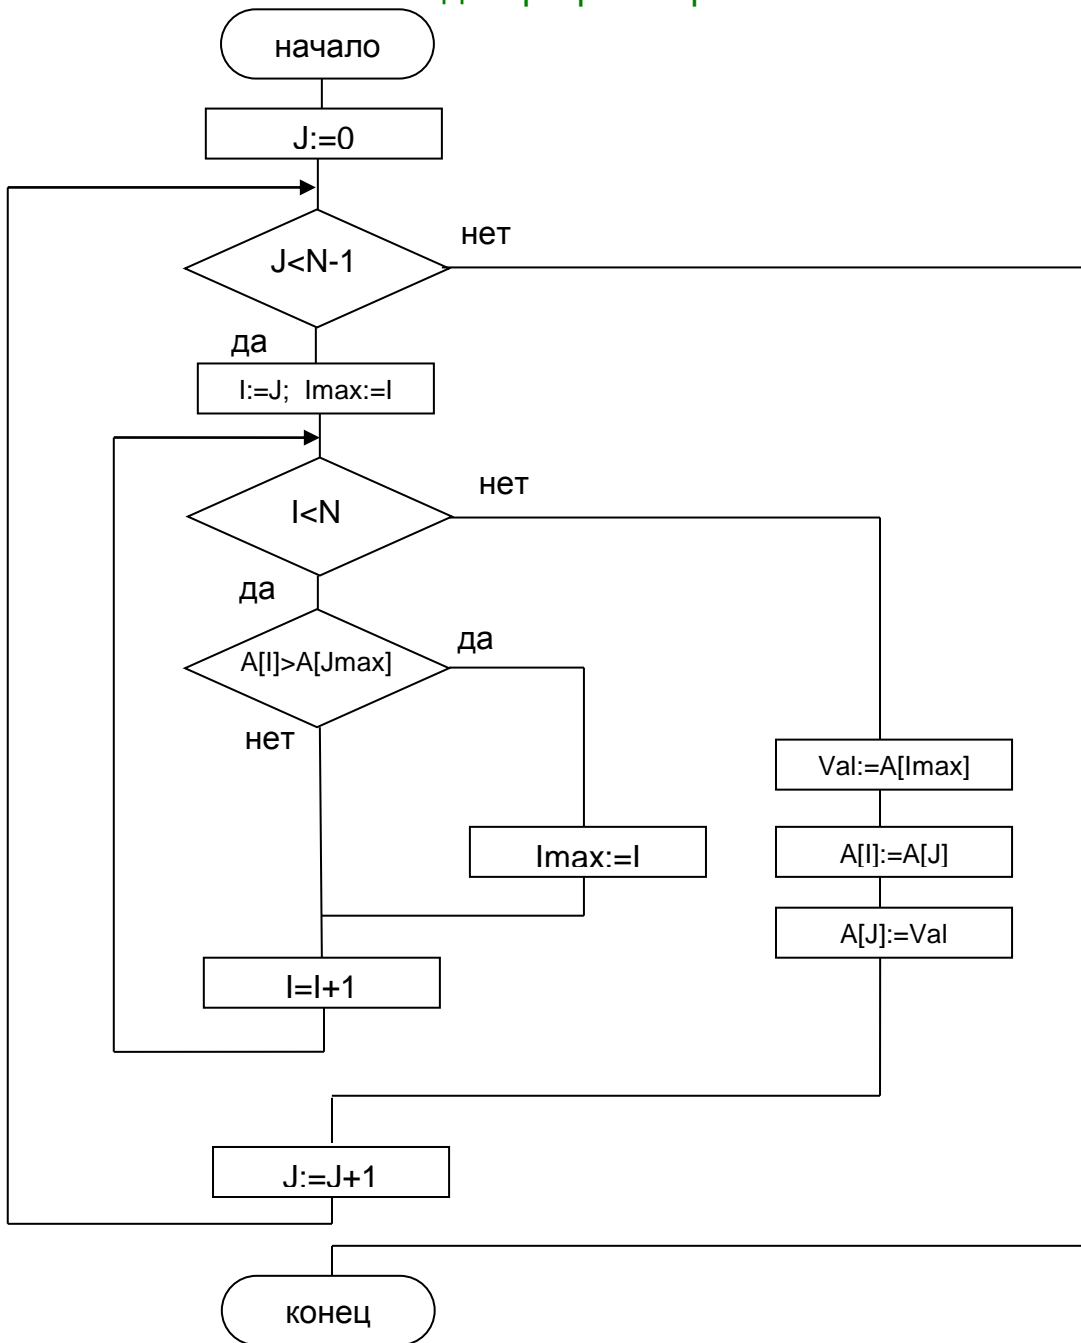 начало
J:=0
J<N-1
нет
да
I:=J; Imax:=I
I<N
нет
да
A[I]>A[Jmax]
да
нет
Val:=A[Imax]
Imax:=I
A[I]:=A[J]
A[J]:=Val
I=I+1
J:=J+1
конец